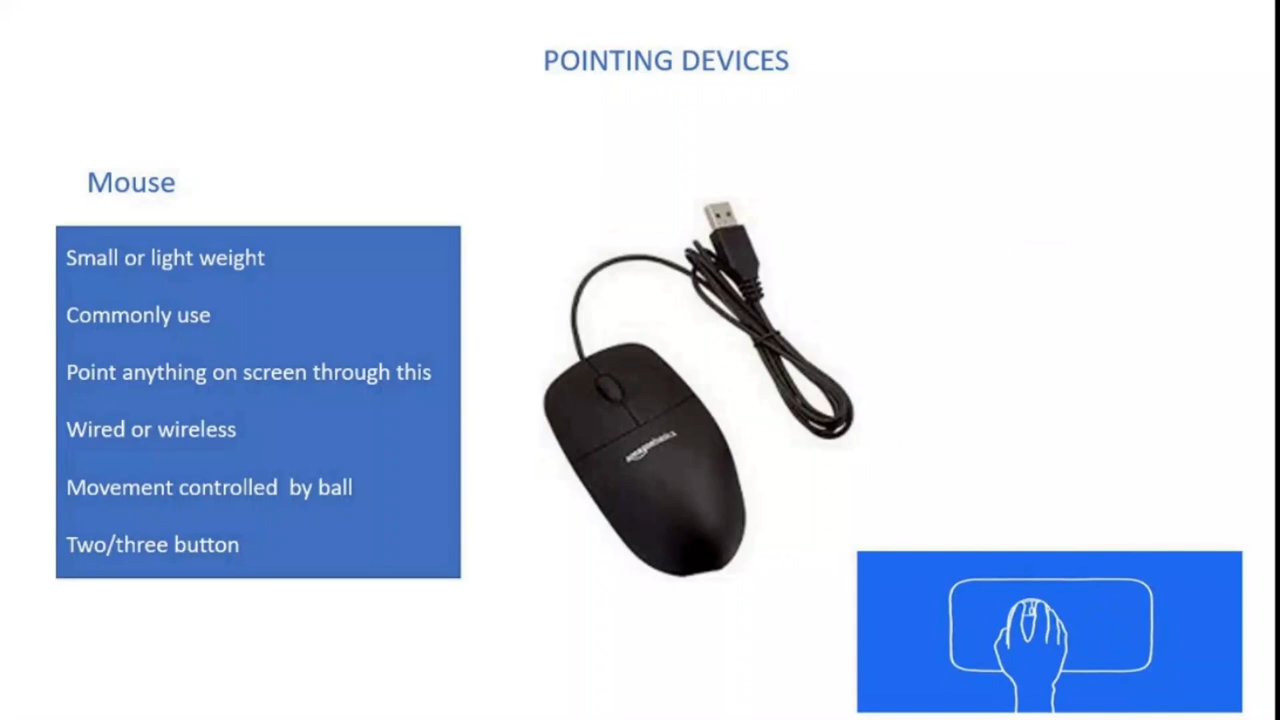 POINTING DEVICES
Mouse
Small or light weight
Commonly use
Point anything on screen through this
Wired or wireless
Movement controlled  by ball
Two/three button
amazonbasics